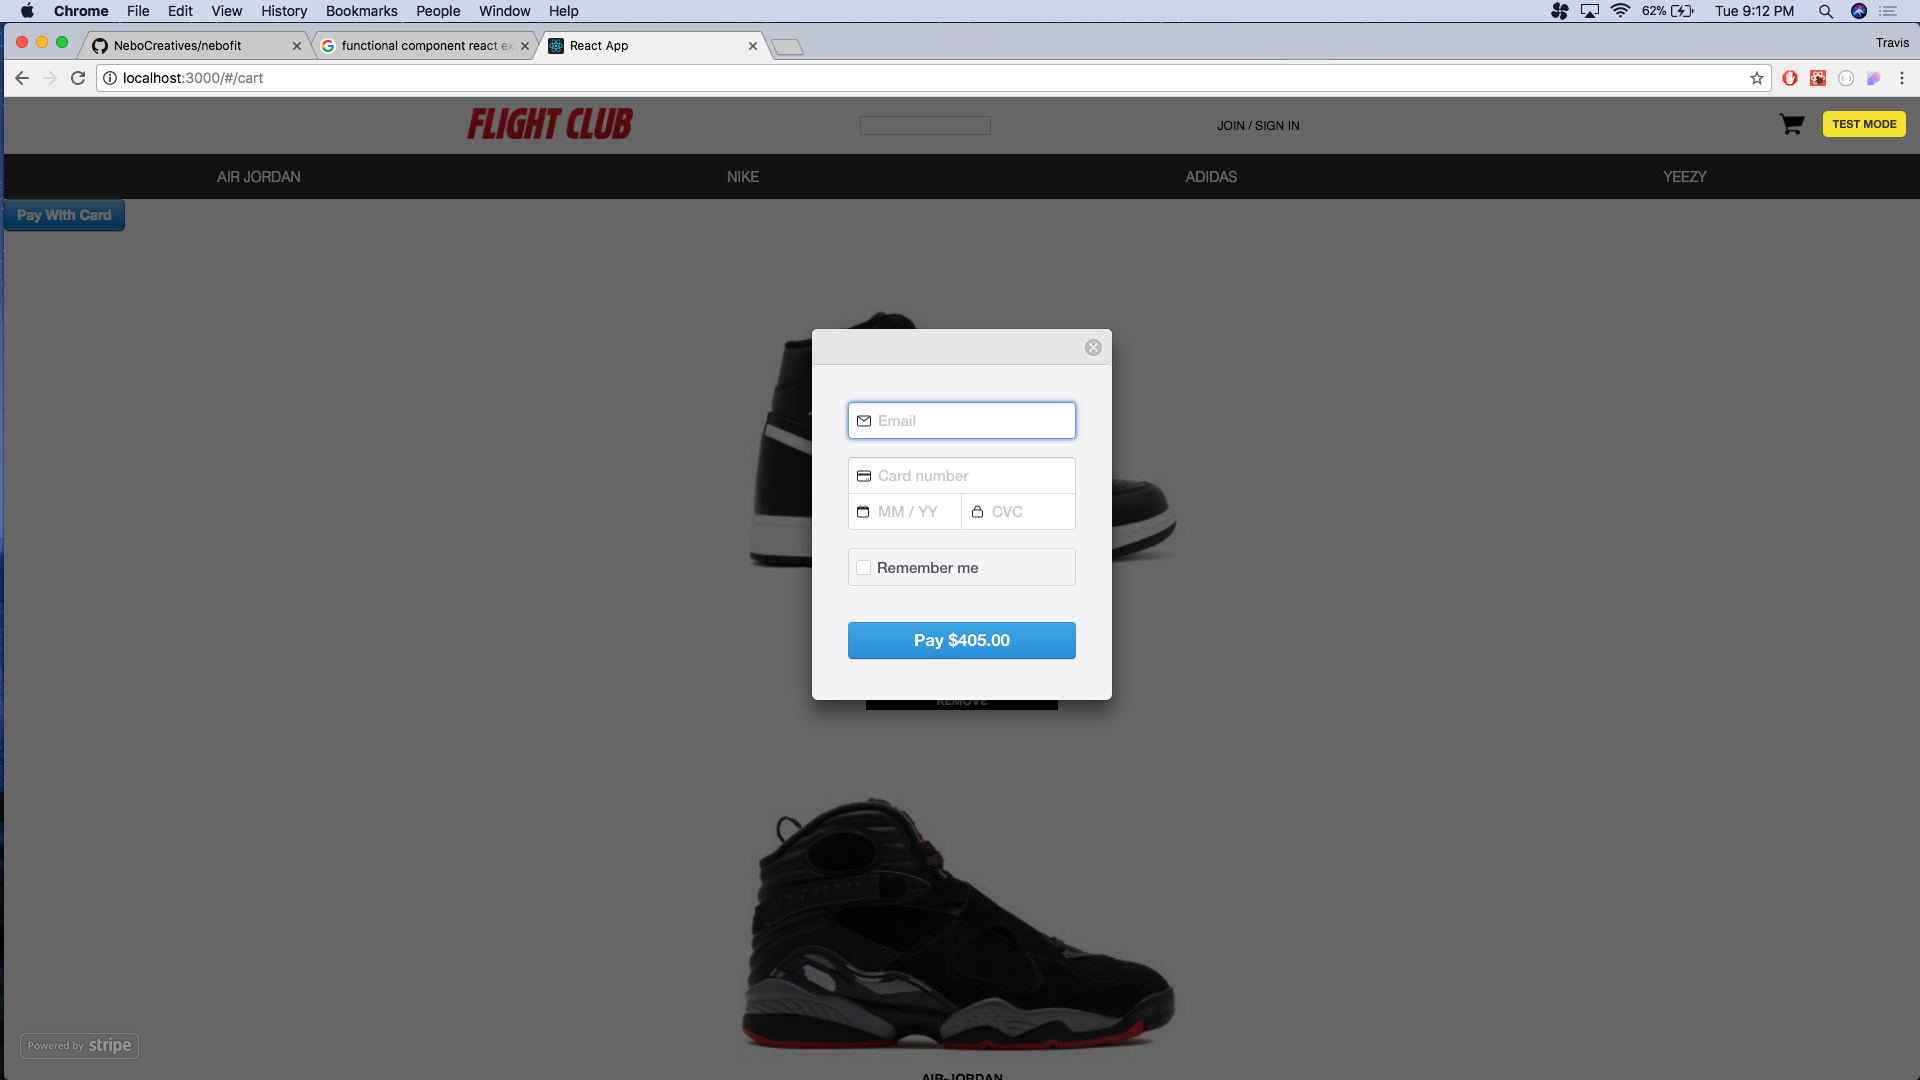 Chrome File Edit View History Bookmarks People Window Help 62% Tue 9:12 PM
NeboCreatives/nebofit functional component react ex React App Travis
localhost:3000/#/cart
FLIGHT CLUB JOIN / SIGN IN TEST MODE
AIR JORDAN NIKE ADIDAS YEEZY
Pay With Card
Email
Card number
MM / YY CVC
Remember me
Pay $405.00
REMOVE
Powered by stripe
AIR-JORDAN